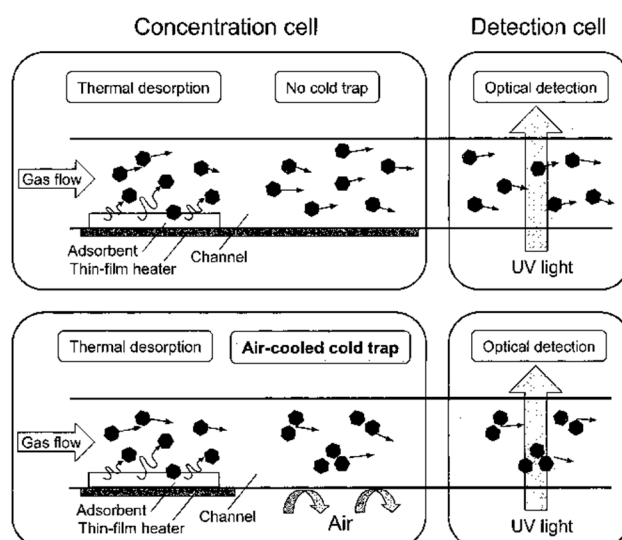 Concentration cell
Detection cell
Thermal desorption
No cold trap
Optical detection
Gas flow
Adsorbent
Thin-film heater
Channel
UV light
Thermal desorption
Air-cooled cold trap
Optical detection
Gas flow
Adsorbent
Thin-film heater
Channel
Air
UV light